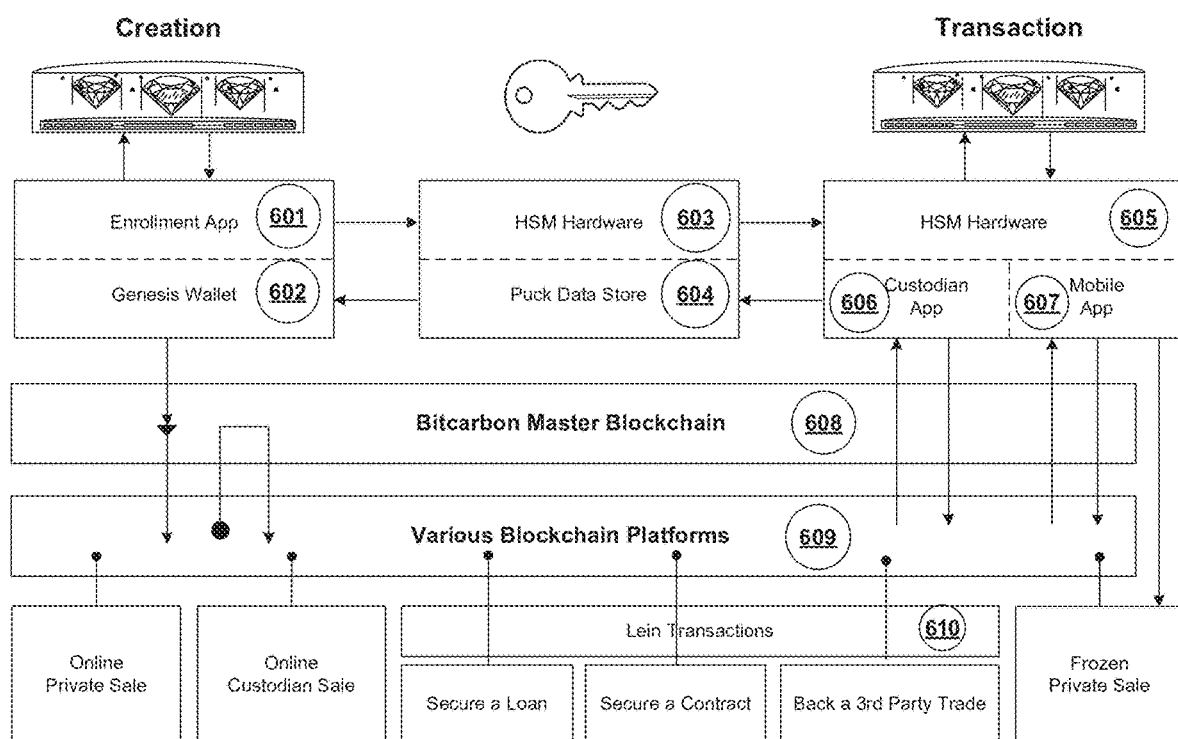 Creation
Transaction
Enrollment App
601
HSM Hardware
603
HSM Hardware
605
Genesis Wallet
602
Puck Data Store
604
606
Custodian
App
607
Mobile
App
Bitcarbon Master Blockchain
608
Various Blockchain Platforms
609
Lein Transactions
610
Online
Private Sale
Online
Custodian Sale
Secure a Loan
Secure a Contract
Back a 3rd Party Trade
Frozen
Private Sale